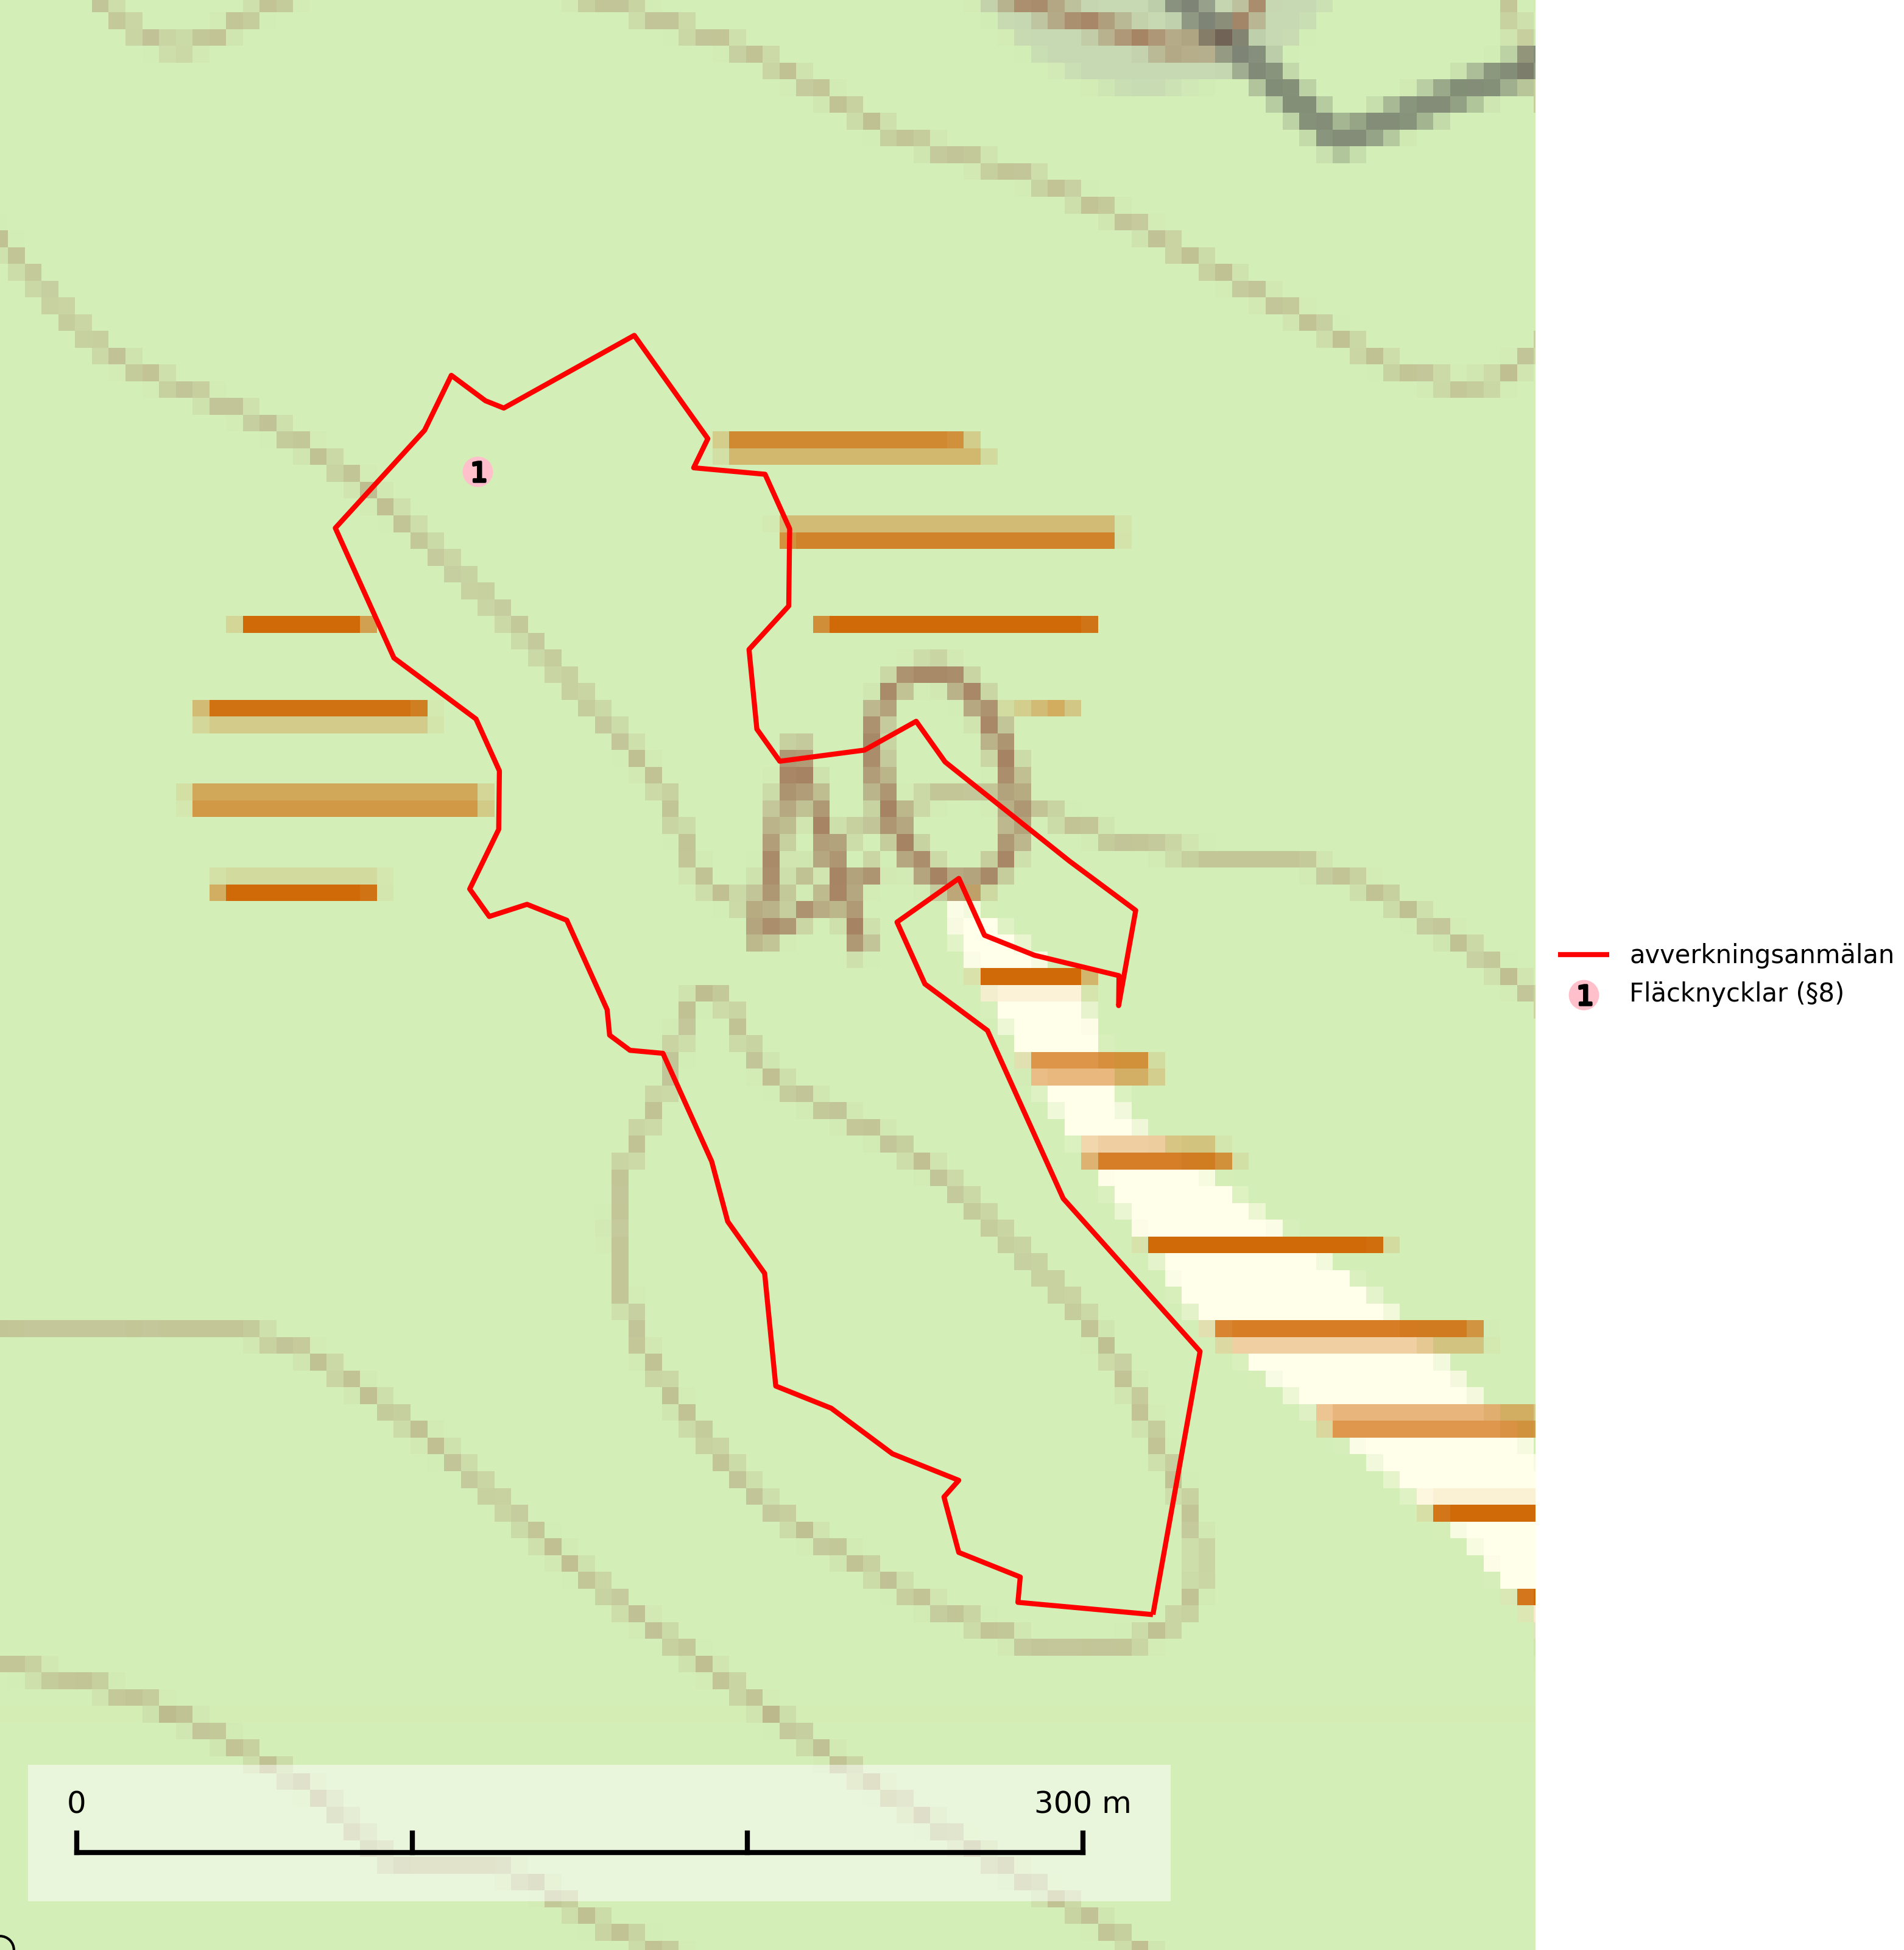 1
avverkningsanmälan
1 Fläcknycklar (§8)
0 300 m